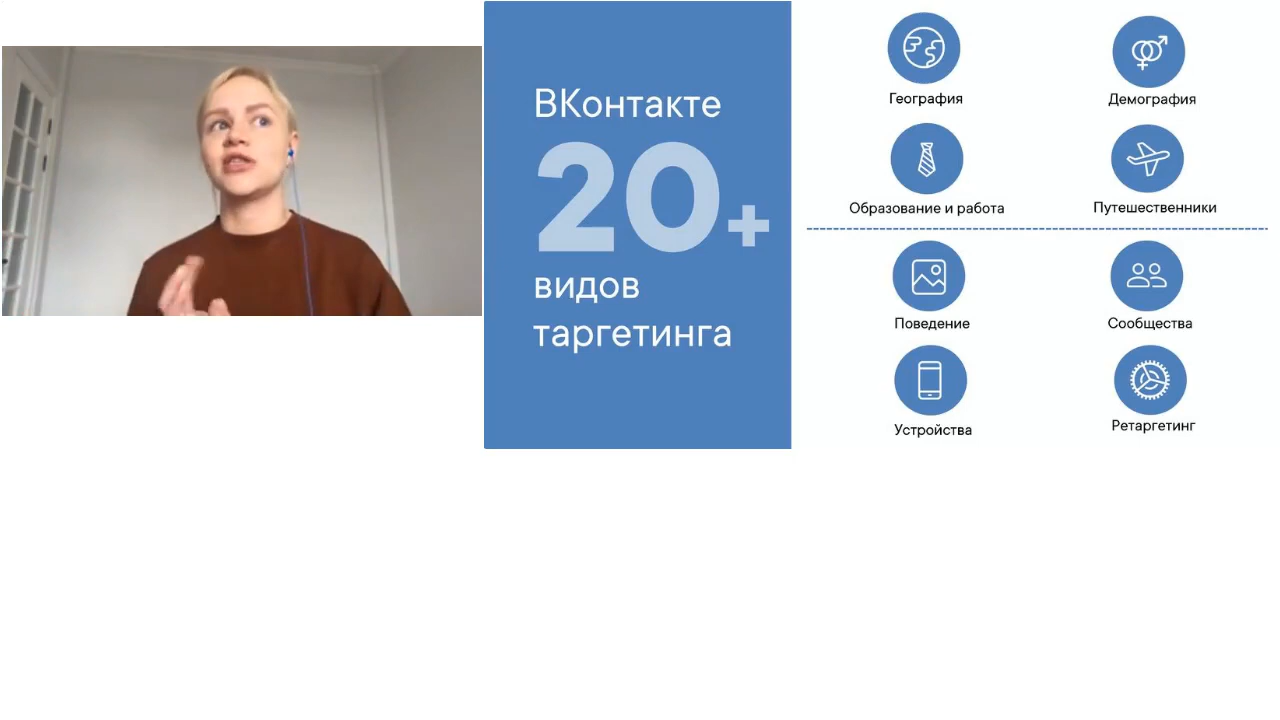 ВКонтакте
20+
видов
таргетинга
География
Демография
Образование и работа
Путешественники
Поведение
Сообщества
Устройства
Ретаргетинг